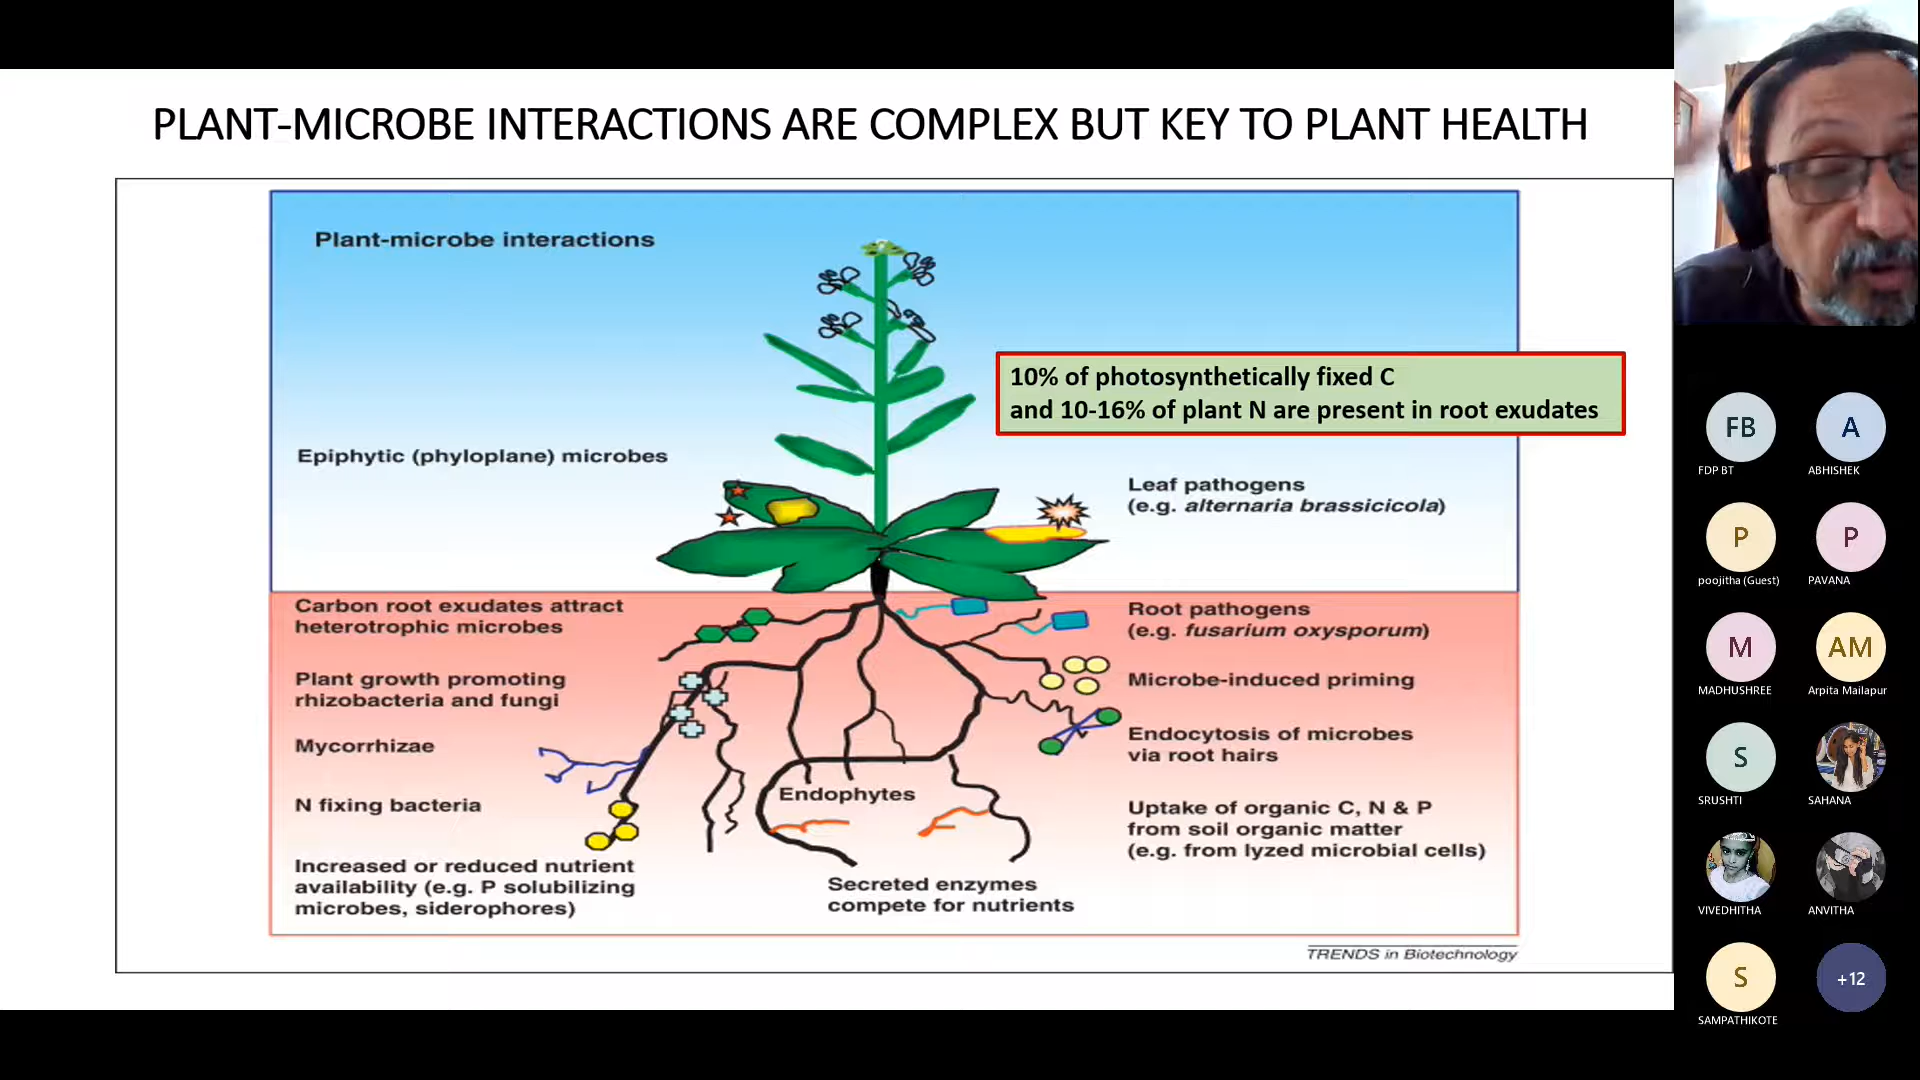 PLANT-MICROBE INTERACTIONS ARE COMPLEX BUT KEY TO PLANT HEALTH
Plant-microbe interactions
10% of photosynthetically fixed C
and 10-16% of plant N are present in root exudates
Epiphytic (phyloplane) microbes
Leaf pathogens
(e.g. alternaria brassicicola)
Carbon root exudates attract
heterotrophic microbes
Plant growth promoting
rhizobacteria and fungi
Mycorrhizae
N fixing bacteria
Increased or reduced nutrient
availability (e.g. P solubilizing
microbes, siderophores)
Endophytes
Secreted enzymes
compete for nutrients
Root pathogens
(e.g. fusarium oxysporum)
Microbe-induced priming
Endocytosis of microbes
via root hairs
Uptake of organic C, N & P
from soil organic matter
(e.g. from lyzed microbial cells)
TRENDS in Biotechnology
FB
FDP BT
A
ABHISHEK
P
poojitha (Guest)
P
PAVANA
M
MADHUSHREE
AM
Arpita Mailapur
S
SRUSHTI
SAHANA
VIVEDHITHA
ANVITHA
S
SAMPATHIKOTE
+12